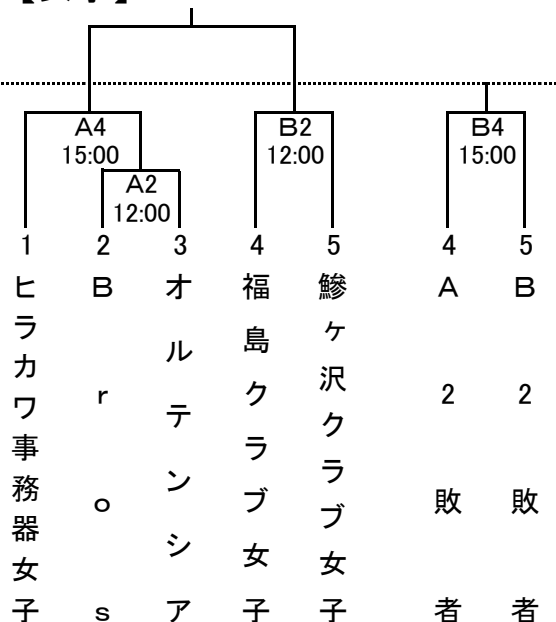 A4
15:00
B2
12:00
B4
15:00
A2
12:00
1
2
3
4
5
4
5
ヒラカワ事務器女子
Bros
オルテンシア
福島クラブ女子
鰺ヶ沢クラブ女子
A2敗者
B2敗者